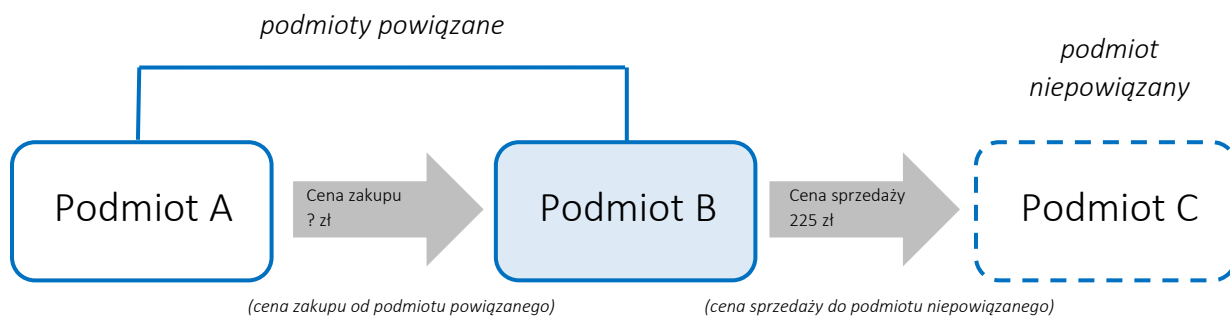 podmioty powiązane
podmiot
niepowiązany
Podmiot A
Cena zakupu
? zł
Podmiot B
Cena sprzedaży
225 zł
Podmiot C
(cena zakupu od podmiotu powiązanego)
(cena sprzedaży do podmiotu niepowiązanego)